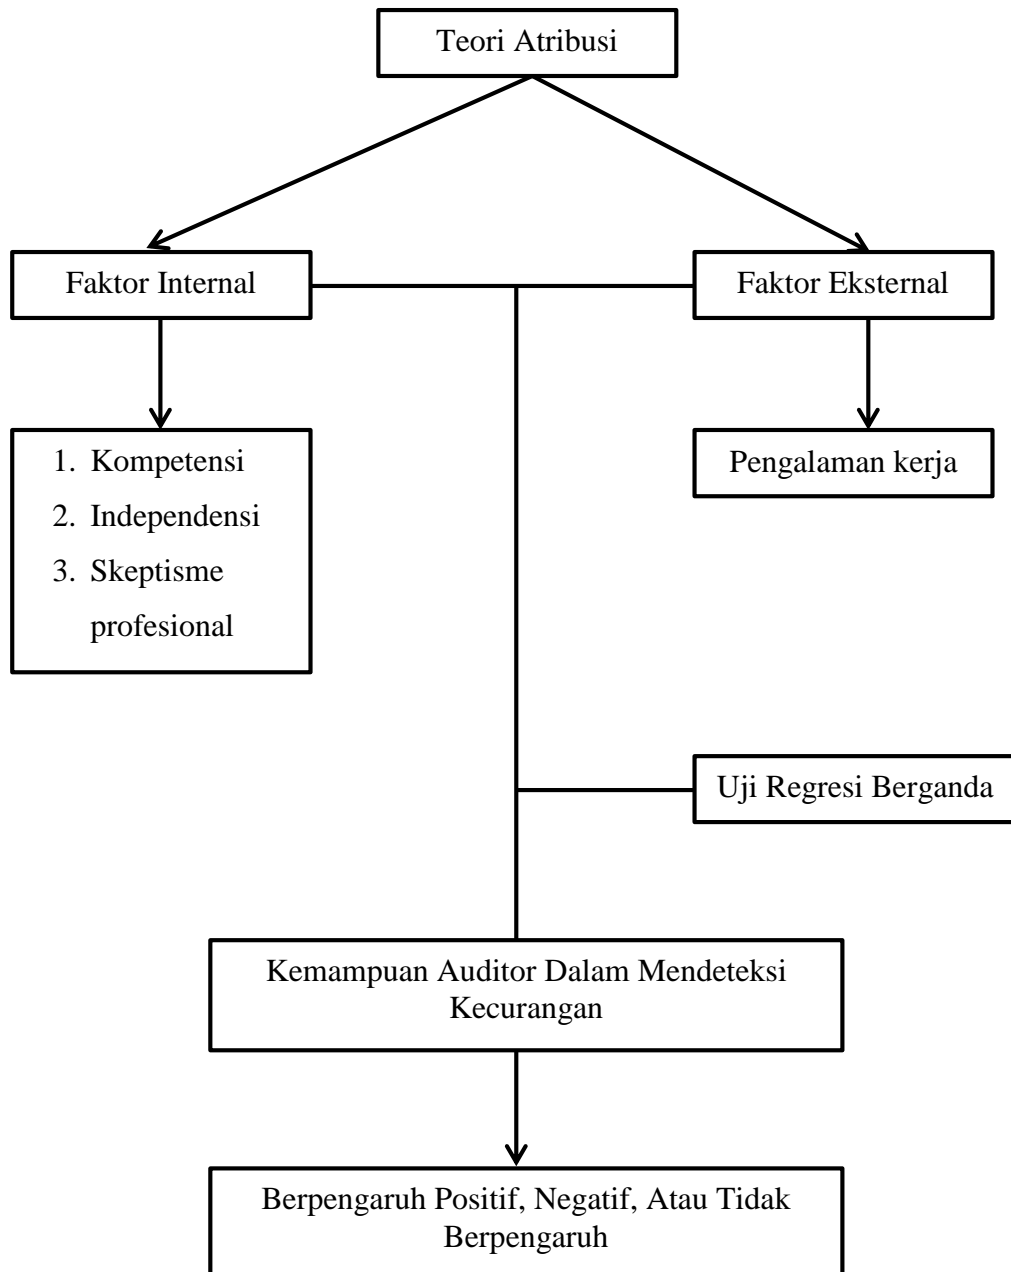 Teori Atribusi
Faktor Internal
Faktor Eksternal
1. Kompetensi
2. Independensi
3. Skeptisme
profesional
Pengalaman kerja
Uji Regresi Berganda
Kemampuan Auditor Dalam Mendeteksi
Kecurangan
Berpengaruh Positif, Negatif, Atau Tidak
Berpengaruh